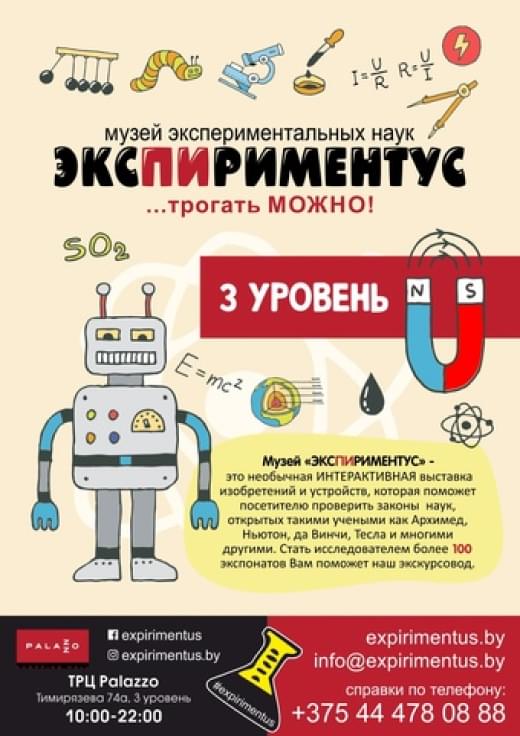 I=U/R R=U/I
музей экспериментальных наук
ЭКСПИРИМЕНТУС
...трогать МОЖНО!
SO2
3 УРОВЕНЬ
N S
E=mc2
Музей «ЭКСПИРИМЕНТУС» -
это необычная ИНТЕРАКТИВНАЯ выставка
изобретений и устройств, которая поможет
посетителю проверить законы наук,
открытых такими учеными как Архимед,
Ньютон, да Винчи, Тесла и многими
другими. Стать исследователем более 100
экспонатов Вам поможет наш экскурсовод.
PALAZZO
expirimentus
expirimentus.by
ТРЦ Palazzo
Тимирязева 74а, 3 уровень
10:00-22:00
#expirimentus
expirimentus.by
info@expirimentus.by
справки по телефону:
+375 44 478 08 88